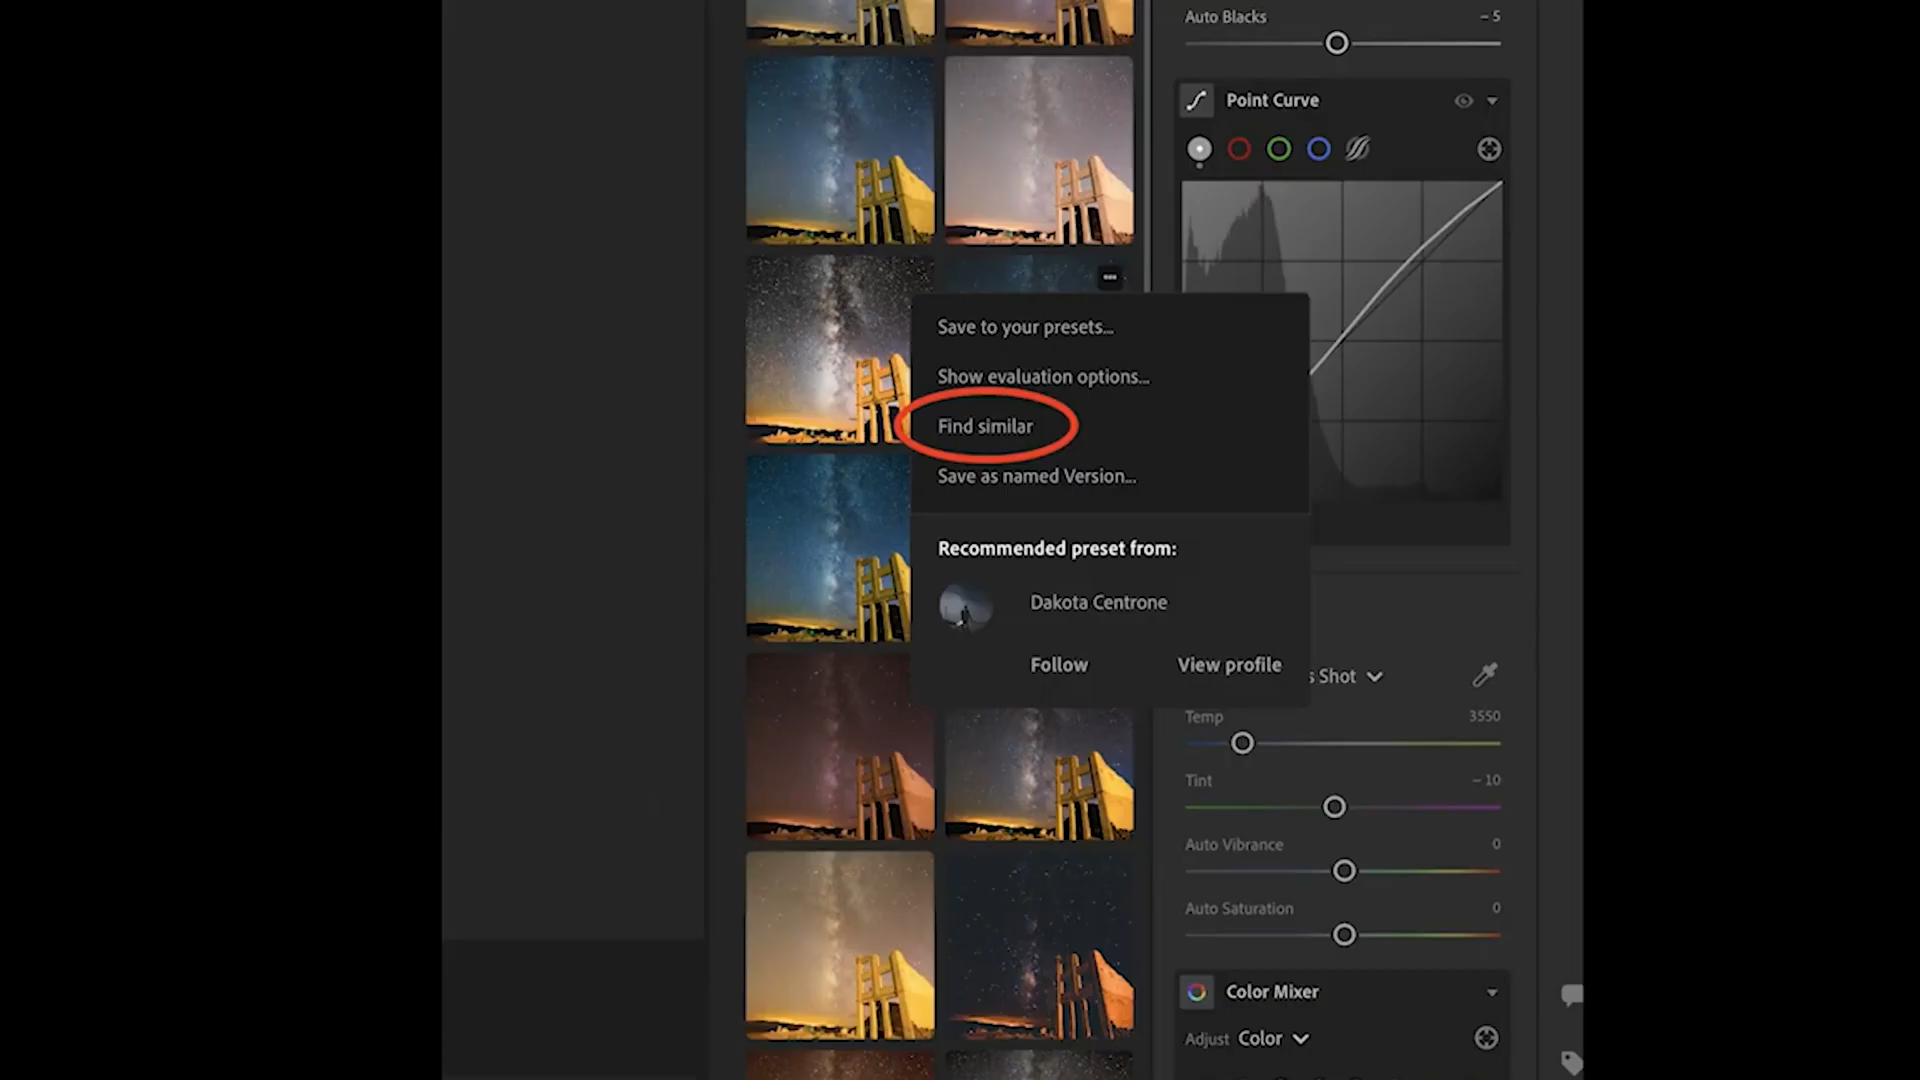 Auto Blacks
– 5
Point Curve
Save to your presets...
Show evaluation options...
Find similar
Save as named Version...
Recommended preset from:
Dakota Centrone
Follow
View profile
s Shot
Temp
3550
Tint
– 10
Auto Vibrance
0
Auto Saturation
0
Color Mixer
Adjust Color